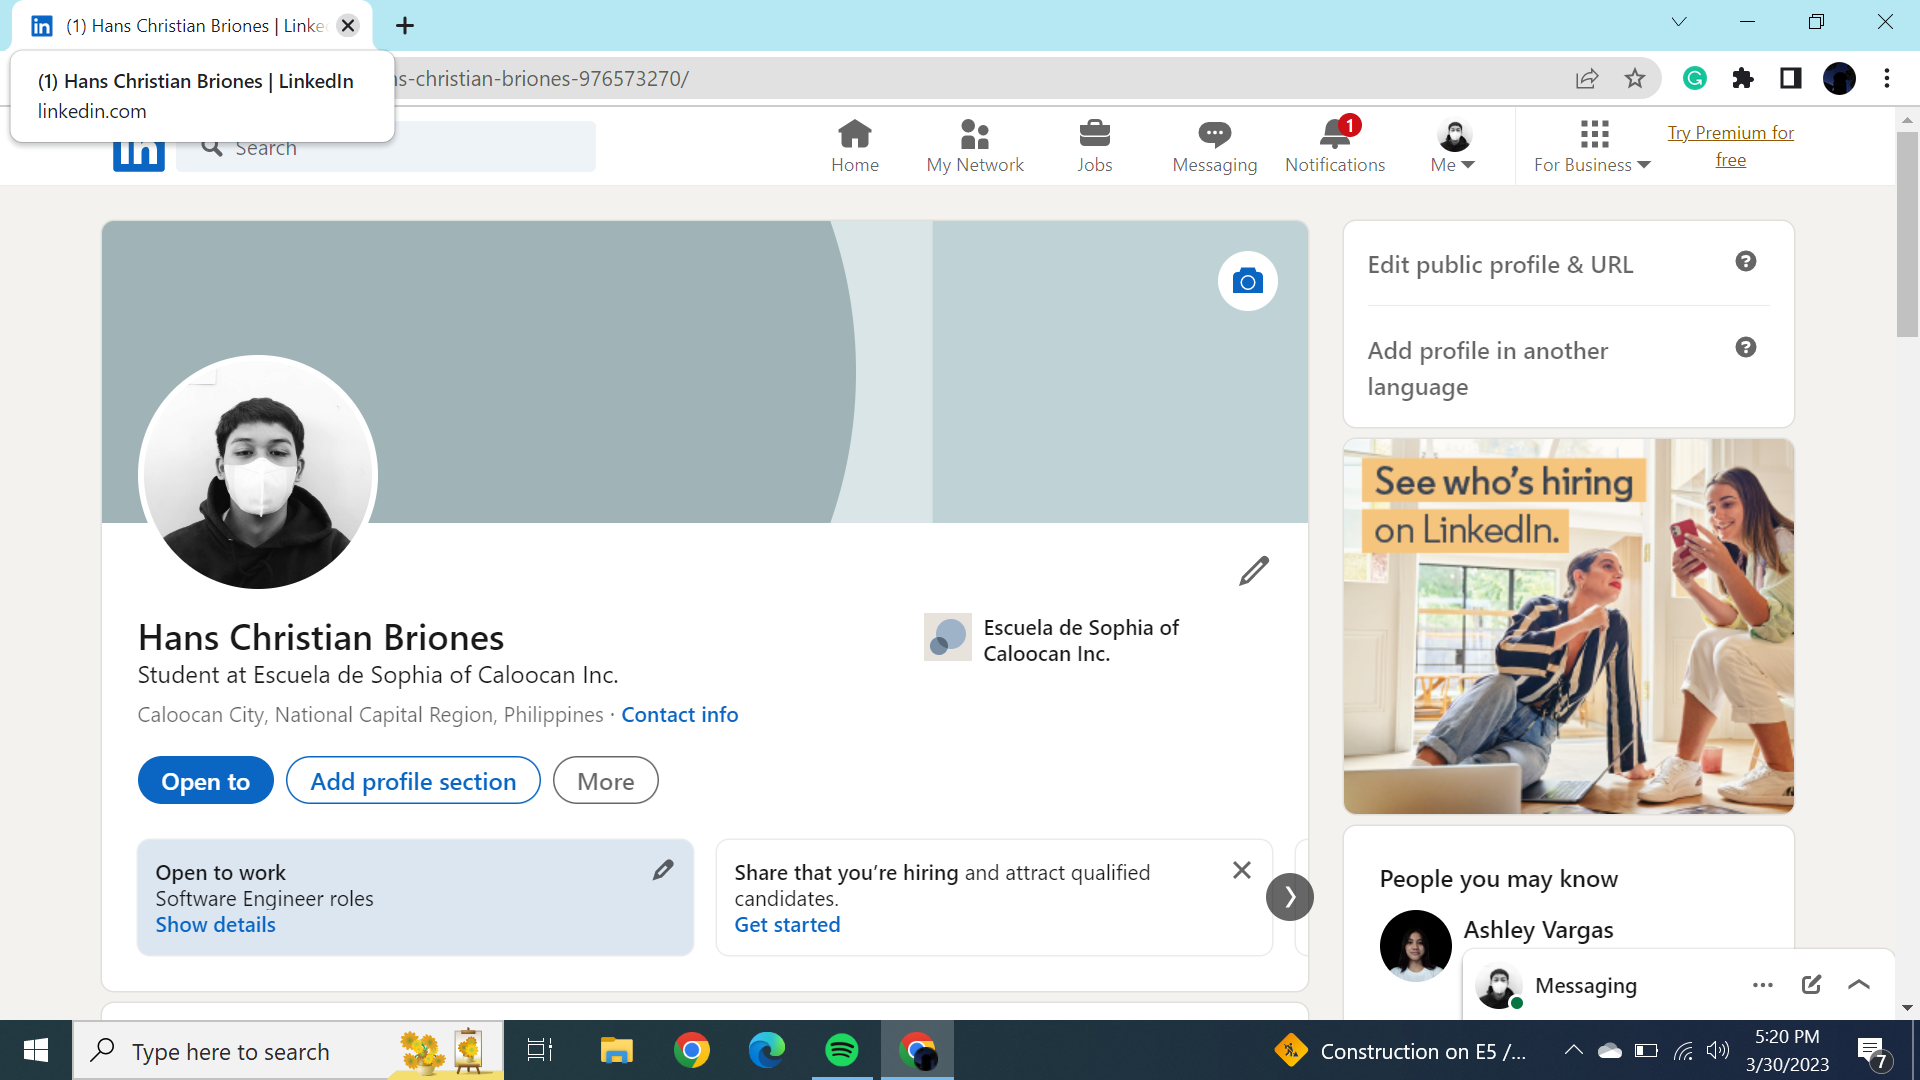 (1) Hans Christian Briones | Linke
(1) Hans Christian Briones | LinkedIn
linkedin.com
s-christian-briones-976573270/
in
Search
Home
My Network
Jobs
Messaging
1
Notifications
Me
For Business
Try Premium for
free
Edit public profile & URL
Add profile in another
language
See who's hiring
on LinkedIn.
Hans Christian Briones
Student at Escuela de Sophia of Caloocan Inc.
Caloocan City, National Capital Region, Philippines · Contact info
Escuela de Sophia of
Caloocan Inc.
Open to
Add profile section
More
Open to work
Software Engineer roles
Show details
Share that you're hiring and attract qualified
candidates.
Get started
People you may know
Ashley Vargas
Messaging
Type here to search
Construction on E5 /...
5:20 PM
3/30/2023
7